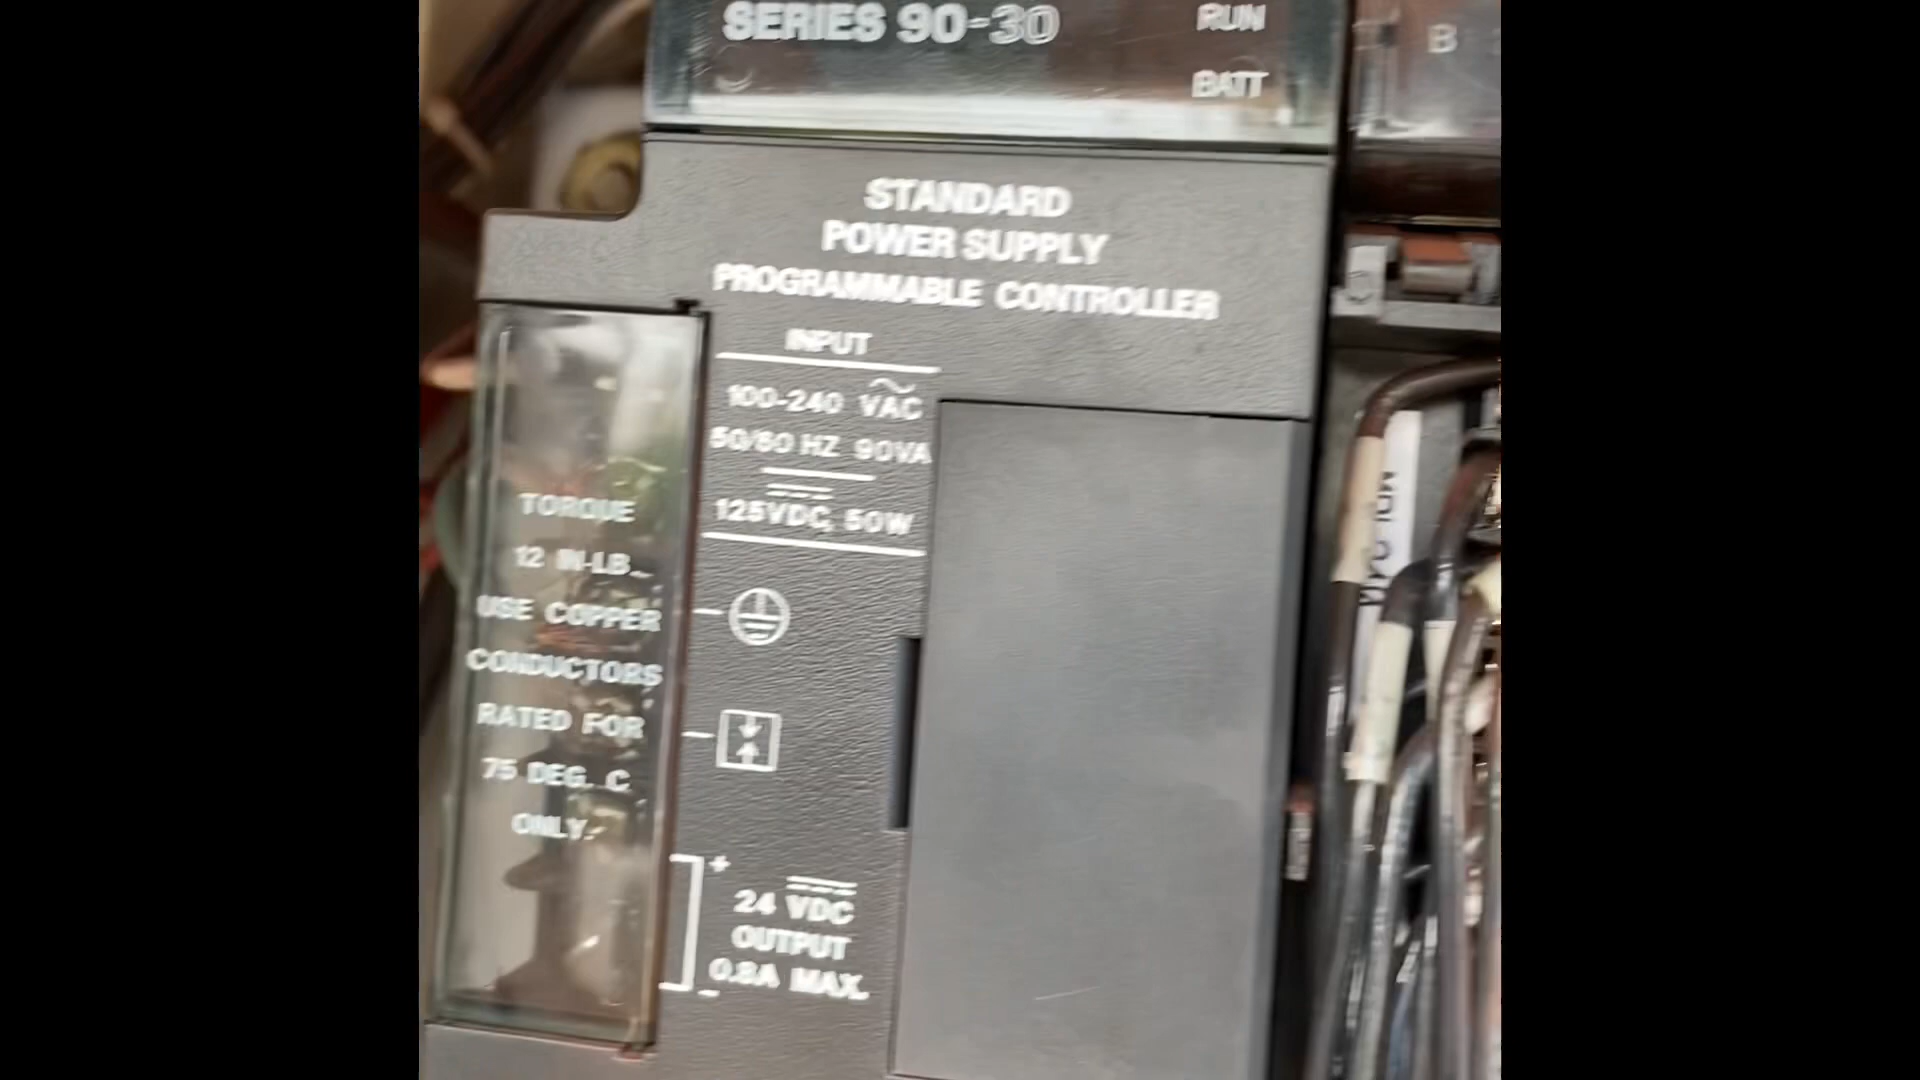 SERIES 90-30
RUN
BATT
B
STANDARD
POWER SUPPLY
PROGRAMMABLE CONTROLLER
INPUT
100-240 VAC
50/60 HZ 90VA
125VDC, 50W
TORQUE
12 IN-LB.
USE COPPER
CONDUCTORS
RATED FOR
75 DEG. C
ONLY.
+
24 VDC
OUTPUT
0.8A MAX.
-